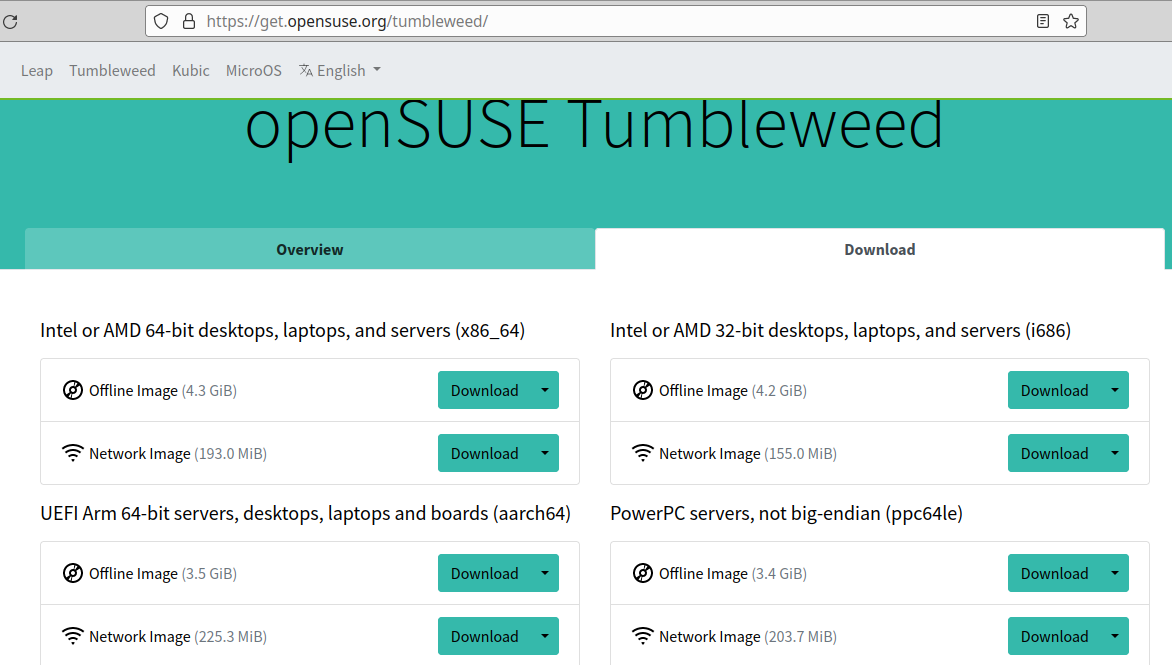 https://get.opensuse.org/tumbleweed/
Leap Tumbleweed Kubic MicroOS English
openSUSE Tumbleweed
Overview Download
Intel or AMD 64-bit desktops, laptops, and servers (x86_64)
Offline Image (4.3 GiB) Download
Network Image (193.0 MiB) Download
Intel or AMD 32-bit desktops, laptops, and servers (i686)
Offline Image (4.2 GiB) Download
Network Image (155.0 MiB) Download
UEFI Arm 64-bit servers, desktops, laptops and boards (aarch64)
Offline Image (3.5 GiB) Download
Network Image (225.3 MiB) Download
PowerPC servers, not big-endian (ppc64le)
Offline Image (3.4 GiB) Download
Network Image (203.7 MiB) Download